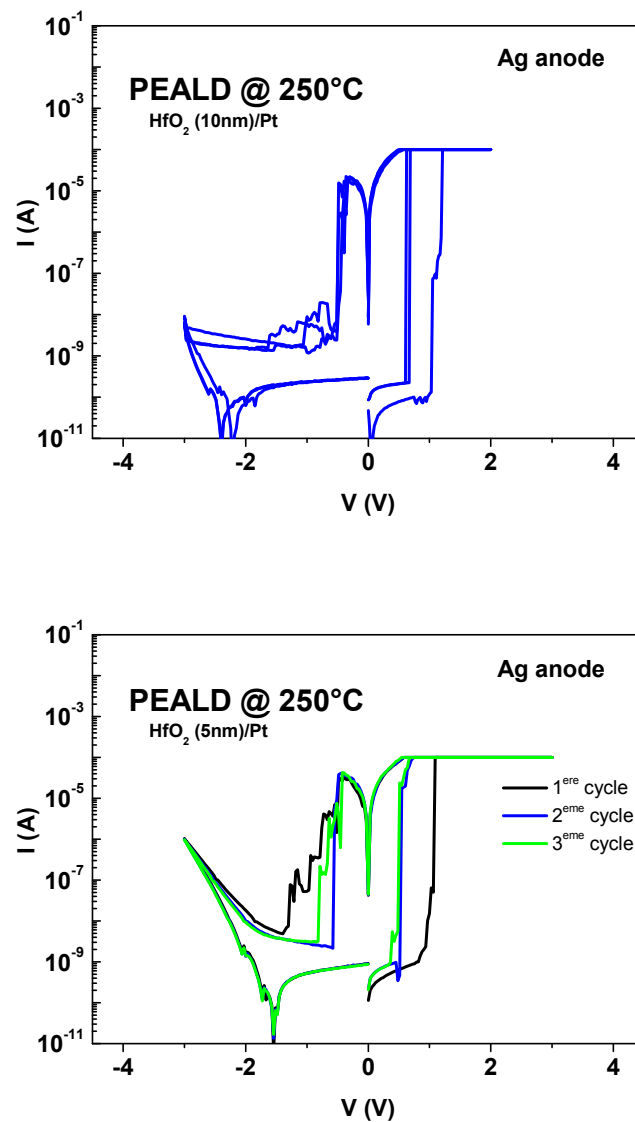 10⁻¹
Ag anode
PEALD @ 250°C
HfO₂ (10nm)/Pt
10⁻³
10⁻⁵
10⁻⁷
10⁻⁹
10⁻¹¹
I (A)
-4 -2 0 2 4
V (V)
10⁻¹
Ag anode
PEALD @ 250°C
HfO₂ (5nm)/Pt
10⁻³
10⁻⁵
10⁻⁷
10⁻⁹
10⁻¹¹
I (A)
1ᵉʳᵉ cycle
2ᵉᵐᵉ cycle
3ᵉᵐᵉ cycle
-4 -2 0 2 4
V (V)